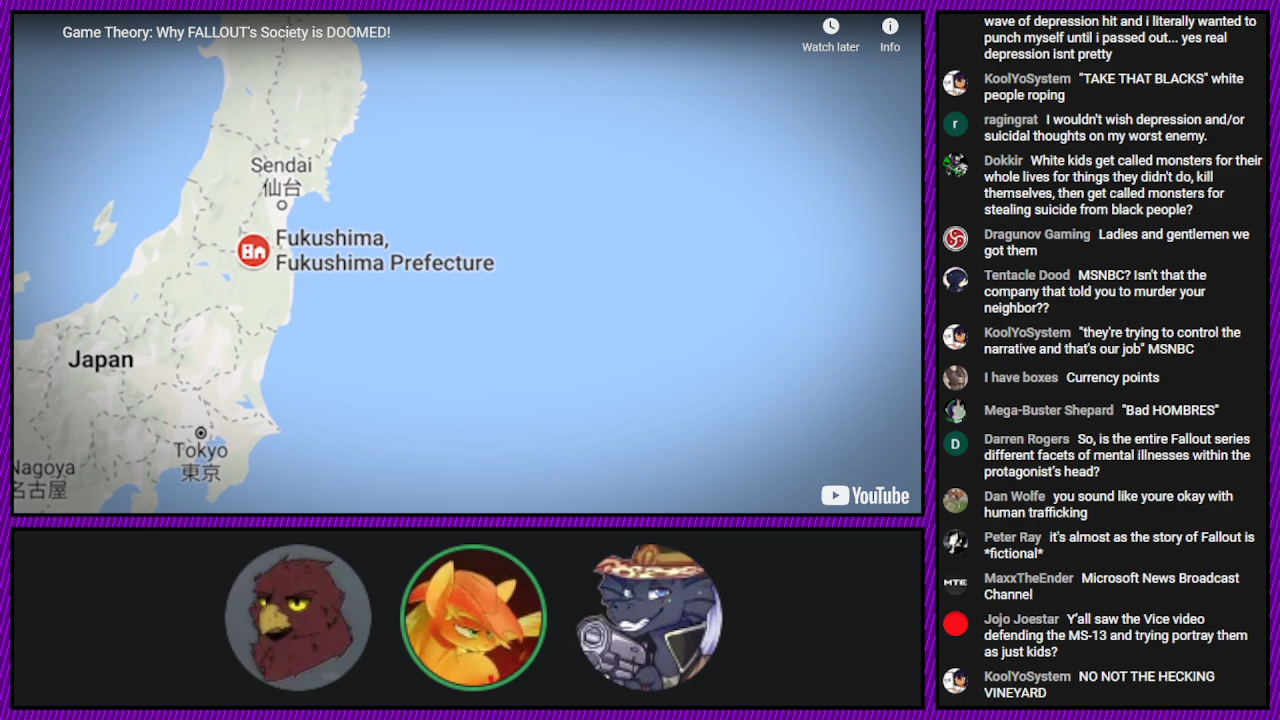 Game Theory: Why FALLOUT's Society is DOOMED!
Watch later
Info
Sendai
仙台
Fukushima,
Fukushima Prefecture
Japan
Tokyo
東京
Nagoya
名古屋
YouTube
wave of depression hit and i literally wanted to
punch myself until i passed out... yes real
depression isnt pretty
KoolYoSystem "TAKE THAT BLACKS" white
people roping
r
ragingrat I wouldn't wish depression and/or
suicidal thoughts on my worst enemy.
Dokkir White kids get called monsters for their
whole lives for things they didn't do, kill
themselves, then get called monsters for
stealing suicide from black people?
Dragunov Gaming Ladies and gentlemen we
got them
Tentacle Dood MSNBC? Isn't that the
company that told you to murder your
neighbor??
KoolYoSystem "they're trying to control the
narrative and that's our job" MSNBC
I have boxes Currency points
Mega-Buster Shepard "Bad HOMBRES"
D
Darren Rogers So, is the entire Fallout series
different facets of mental illnesses within the
protagonist’s head?
Dan Wolfe you sound like youre okay with
human trafficking
Peter Ray it's almost as the story of Fallout is
*fictional*
MTE
MaxxTheEnder Microsoft News Broadcast
Channel
Jojo Joestar Y’all saw the Vice video
defending the MS-13 and trying portray them
as just kids?
KoolYoSystem NO NOT THE HECKING
VINEYARD